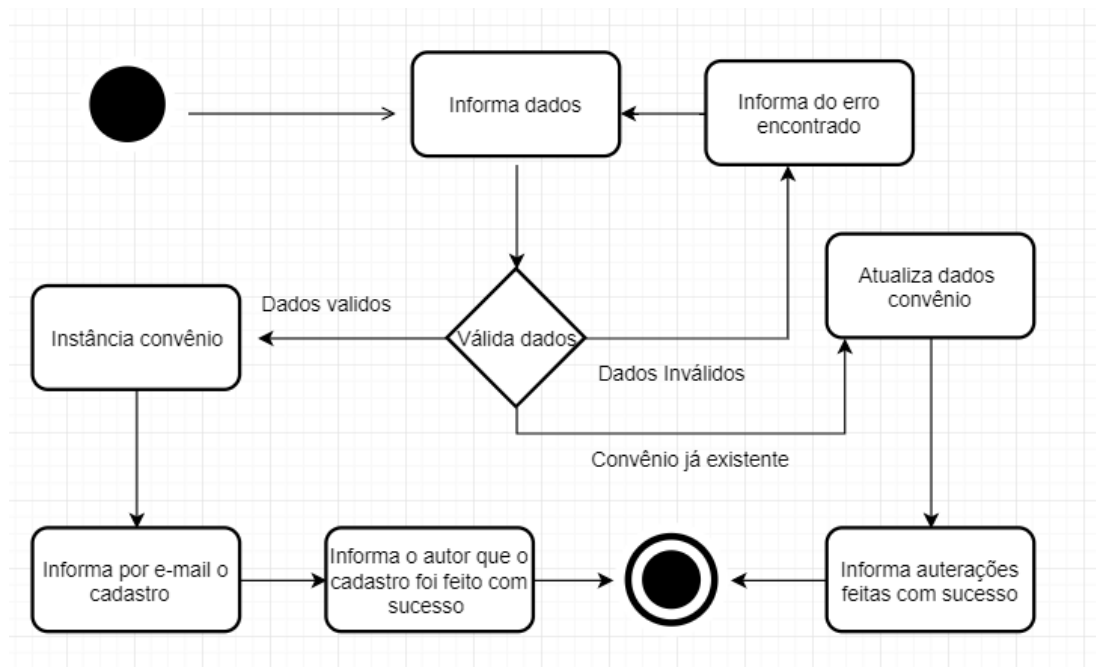 Informa dados
Informa do erro
encontrado
Atualiza dados
convênio
Dados validos
Instância convênio
Válida dados
Dados Inválidos
Convênio já existente
Informa por e-mail o
cadastro
Informa o autor que o
cadastro foi feito com
sucesso
Informa auterações
feitas com sucesso